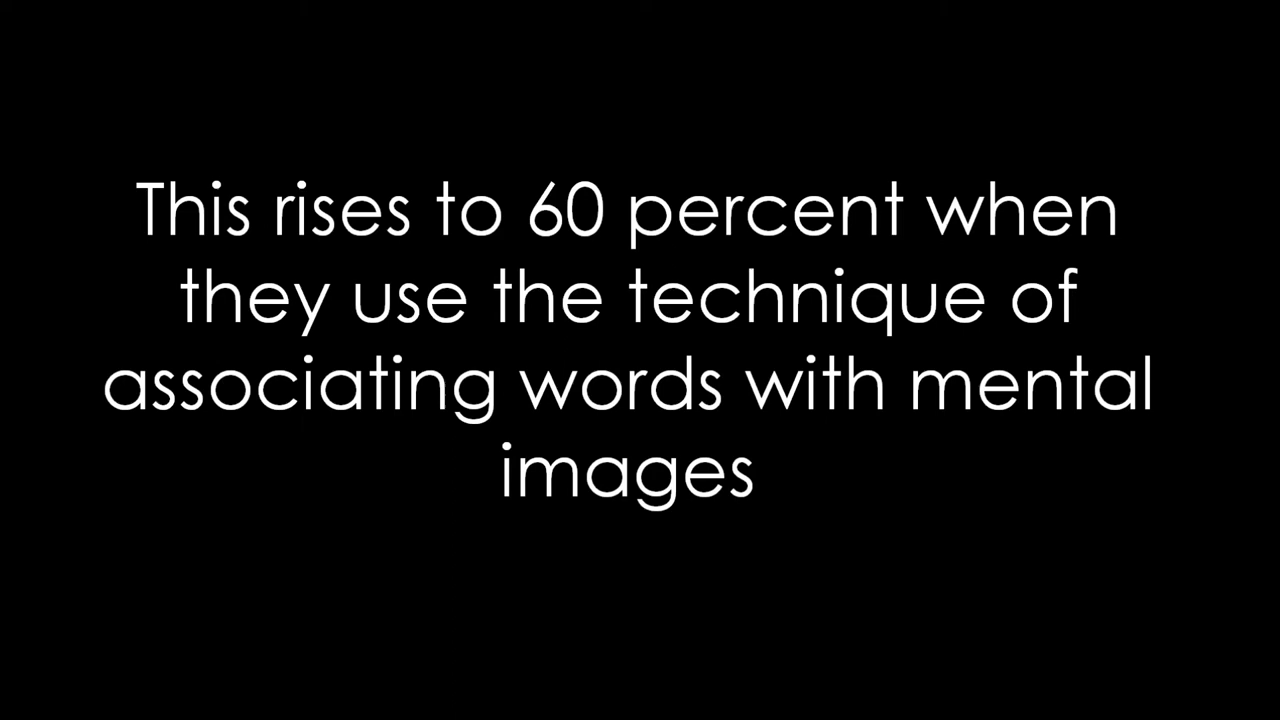 This rises to 60 percent when
they use the technique of
associating words with mental
images